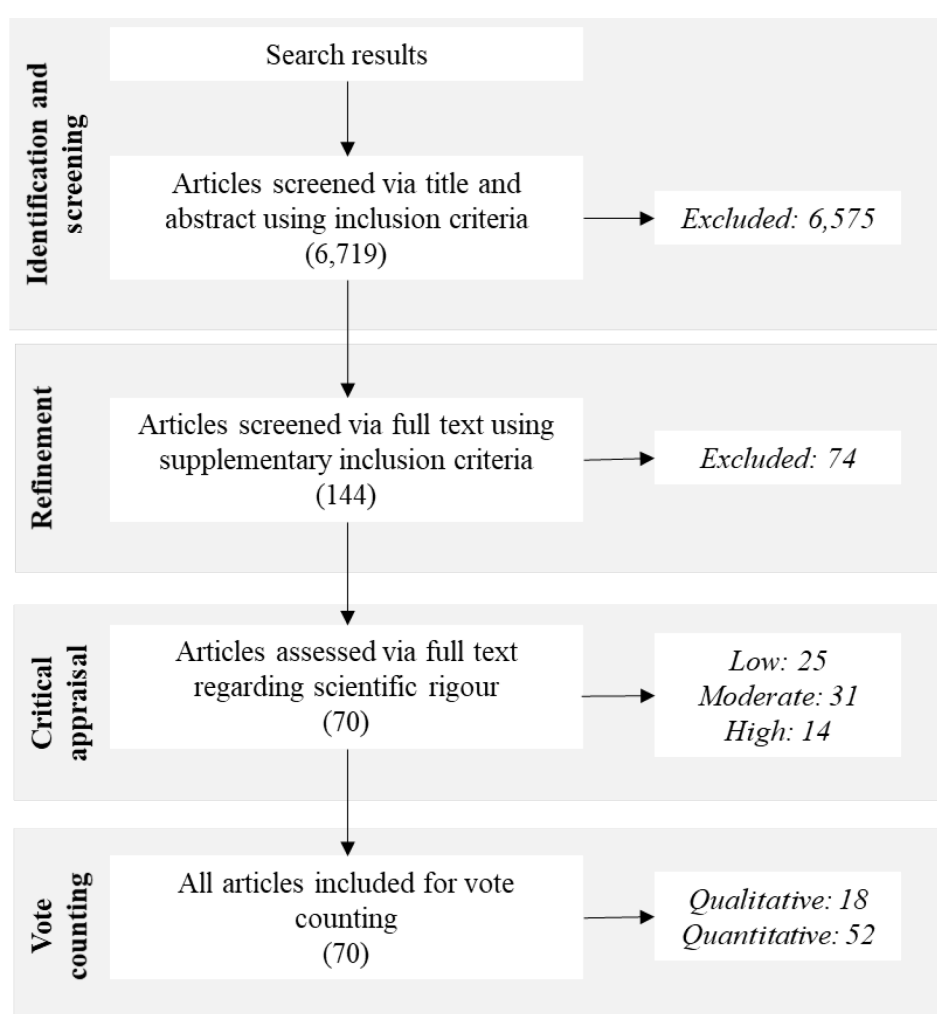 Identification and
screening
Search results
Articles screened via title and
abstract using inclusion criteria
(6,719)
Excluded: 6,575
Refinement
Articles screened via full text using
supplementary inclusion criteria
(144)
Excluded: 74
Critical
appraisal
Articles assessed via full text
regarding scientific rigour
(70)
Low: 25
Moderate: 31
High: 14
Vote
counting
All articles included for vote
counting
(70)
Qualitative: 18
Quantitative: 52